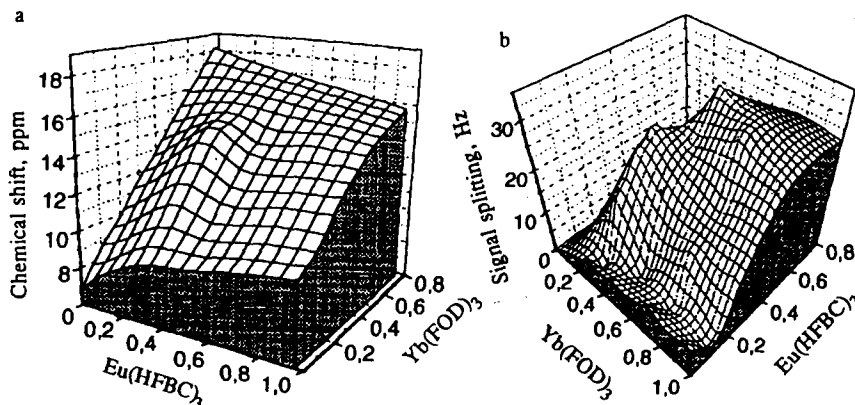 a
18
16
14
12
10
8
0
Chemical shift, ppm
0,2 0,4 0,6 0,8 1,0
Eu(HFBC)3
0,2
0,4
0,6
0,8
Yb(FOD)3
b
30
20
10
0
Signal splitting, Hz
0,2
0,4
0,6
0,8
1,0
Yb(FOD)3
0,2
0,4
0,6
0,8
Eu(HFBC)3